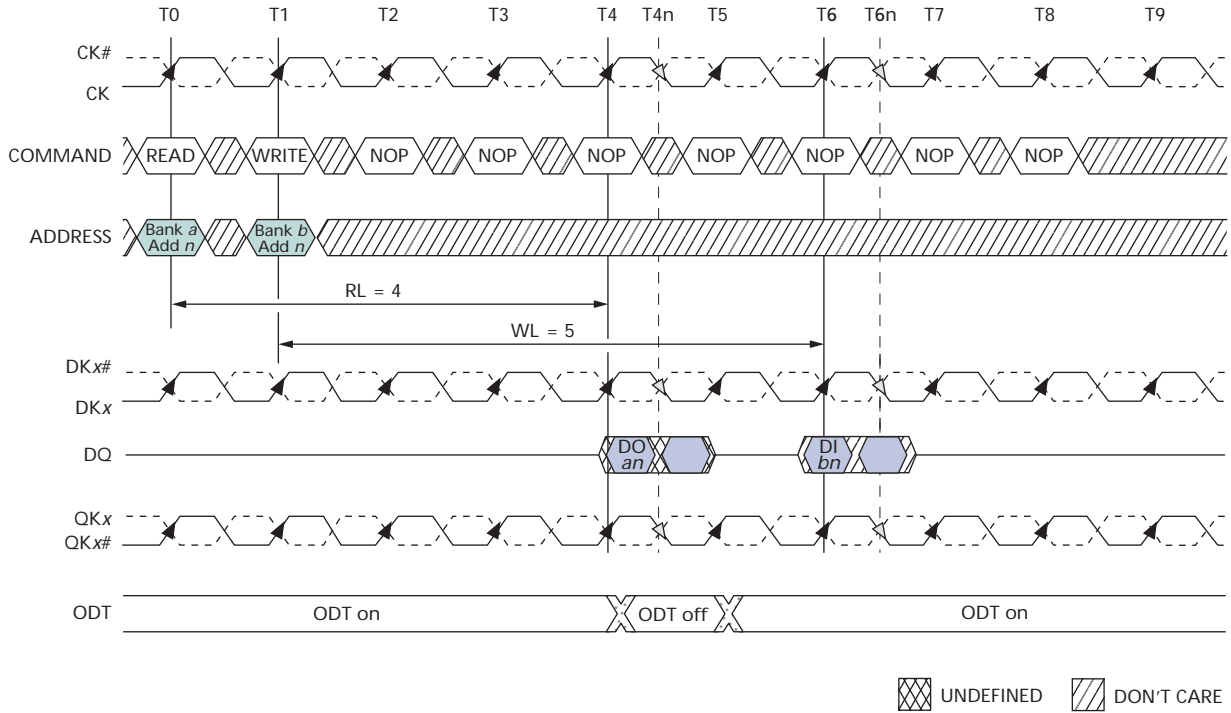 T0 T1 T2 T3 T4 T4n T5 T6 T6n T7 T8 T9
CK#
CK
COMMAND READ WRITE NOP NOP NOP NOP NOP NOP NOP
ADDRESS Bank a Add n Bank b Add n
RL = 4
WL = 5
DKx#
DKx
DQ DO an DI bn
QKx
QKx#
ODT ODT on ODT off ODT on
UNDEFINED DON'T CARE